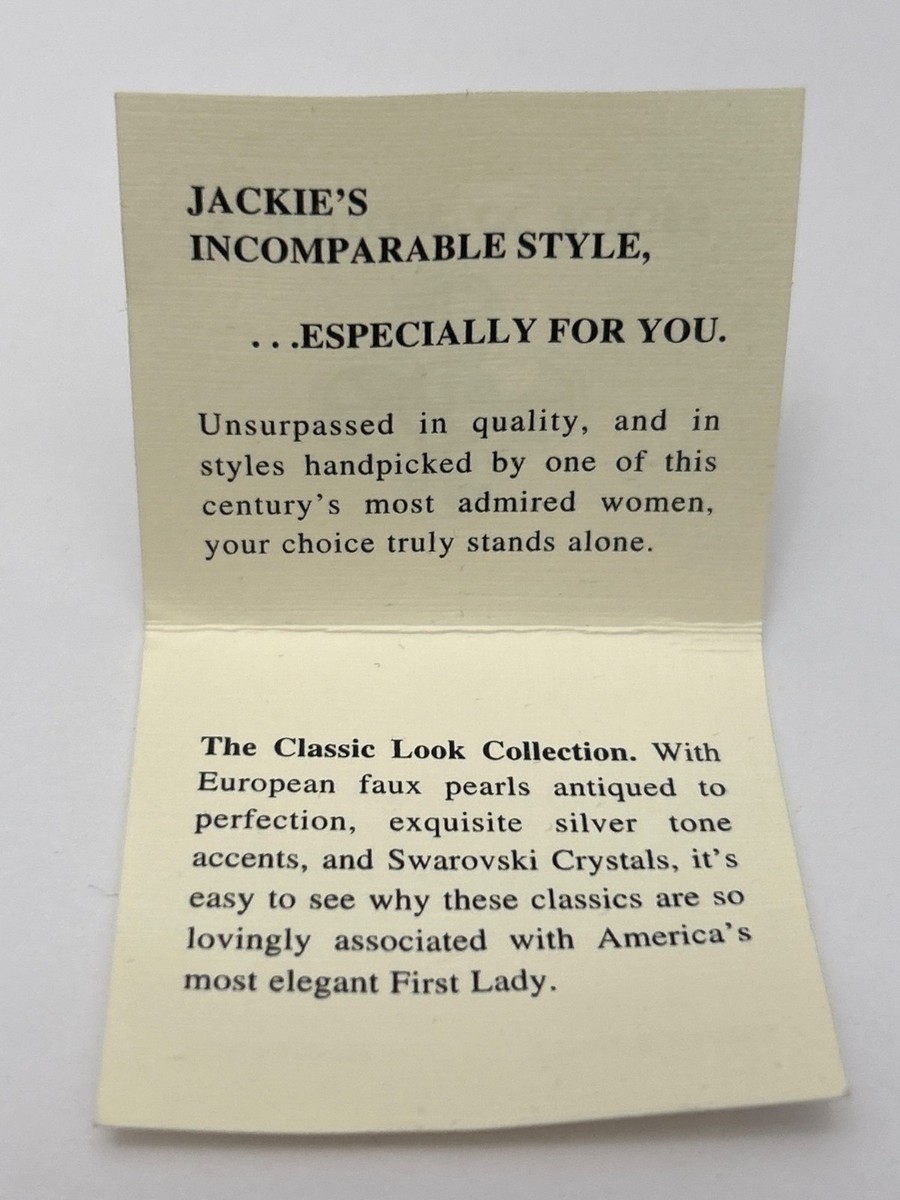 JACKIE'S
INCOMPARABLE STYLE,
. . .ESPECIALLY FOR YOU.
Unsurpassed in quality, and in
styles handpicked by one of this
century's most admired women,
your choice truly stands alone.
The Classic Look Collection. With
European faux pearls antiqued to
perfection, exquisite silver tone
accents, and Swarovski Crystals, it's
easy to see why these classics are so
lovingly associated with America's
most elegant First Lady.